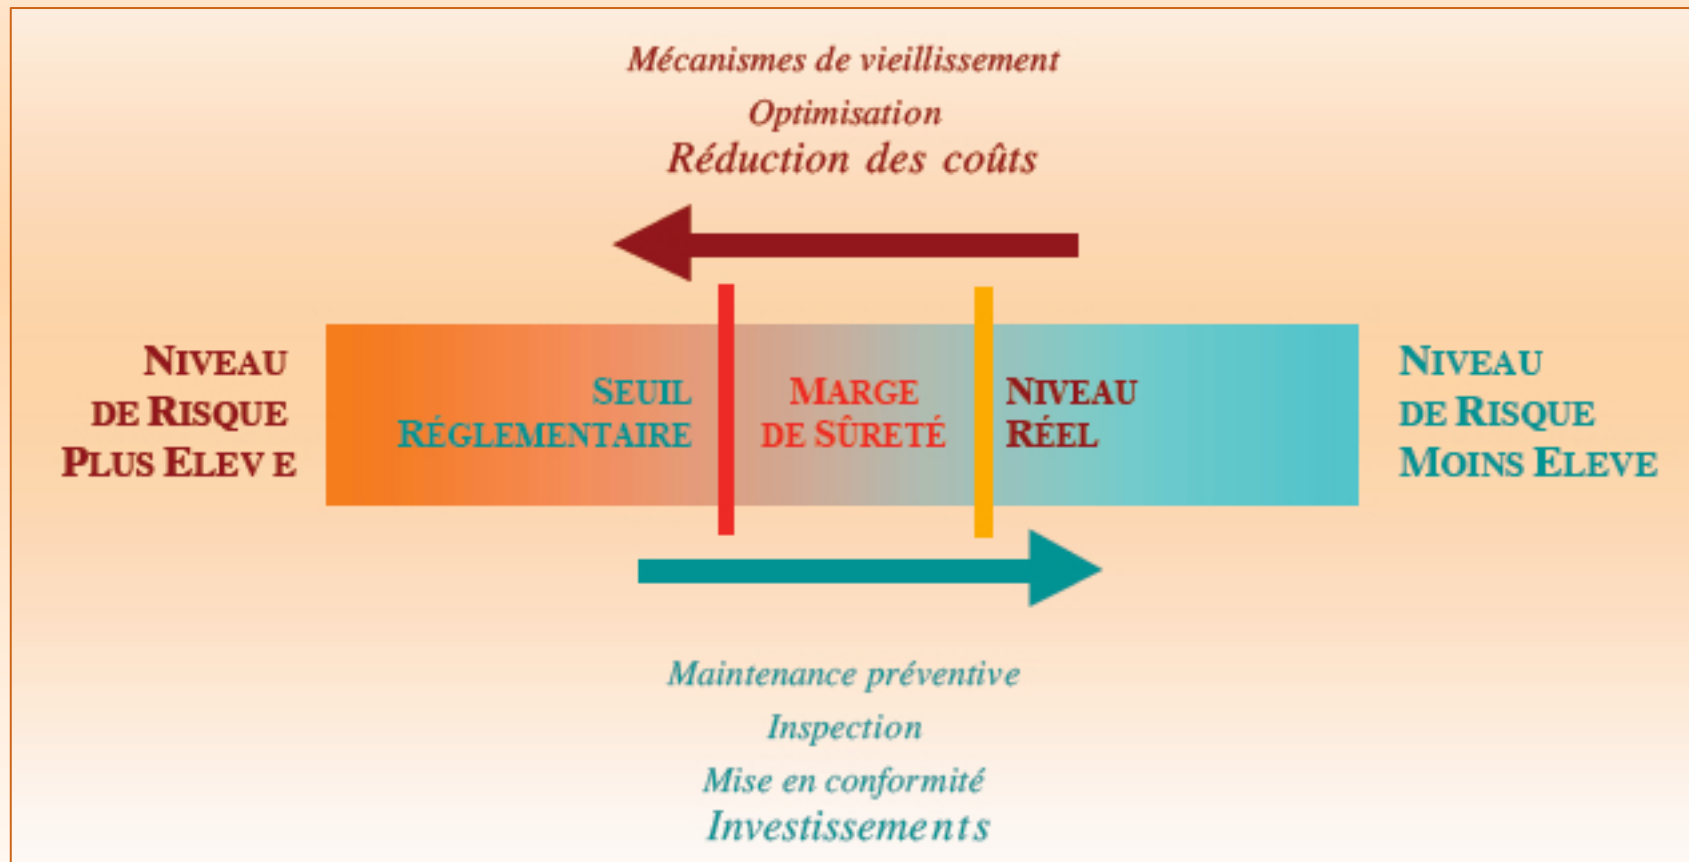 Mécanismes de vieillissement
Optimisation
Réduction des coûts
NIVEAU
DE RISQUE
PLUS ELEV E
SEUIL
RÉGLEMENTAIRE
MARGE
DE SÛRETÉ
NIVEAU
RÉEL
NIVEAU
DE RISQUE
MOINS ELEVE
Maintenance préventive
Inspection
Mise en conformité
Investissements